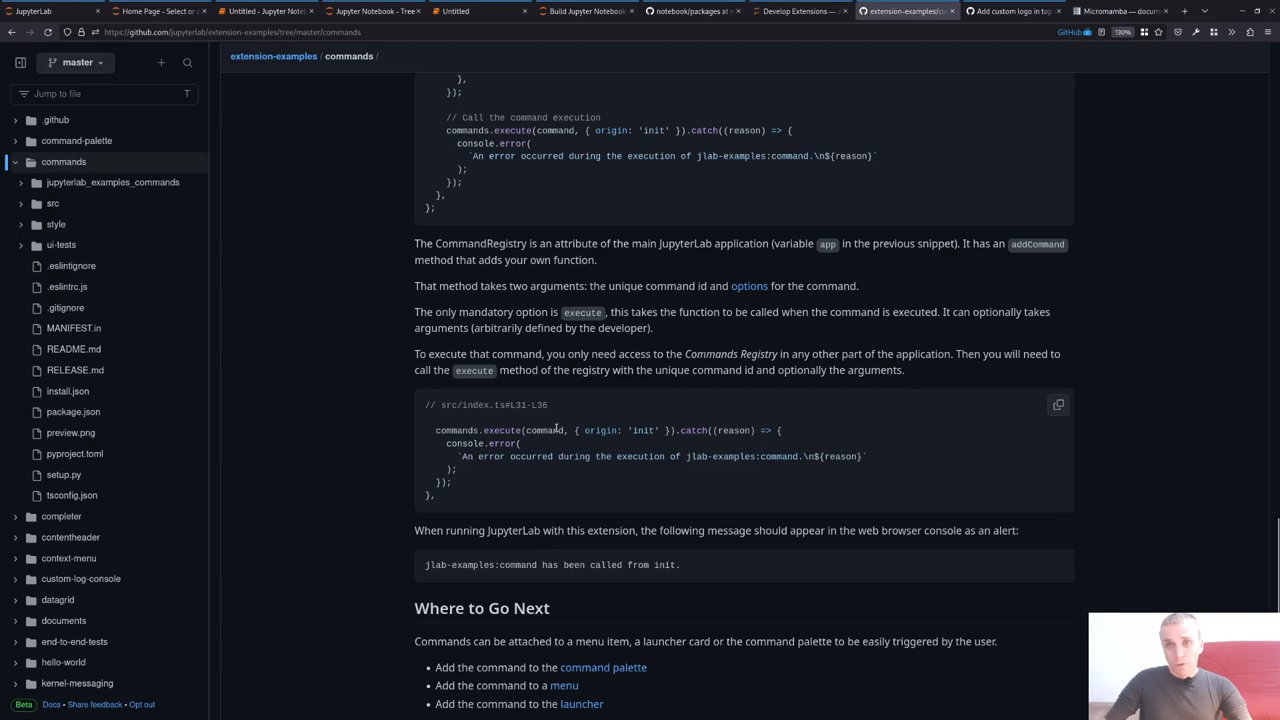 JupyterLab
Home Page - Select or c
Untitled - Jupyter Note
Jupyter Notebook - Tree
Untitled
Build Jupyter Notebook
notebook/packages at m
Develop Extensions —
extension-examples/co
Add custom logo in top
Micromamba — docum
https://github.com/jupyterlab/extension-examples/tree/master/commands
GitHub
130%
master
extension-examples / commands /
Jump to file
T
.github
command-palette
commands
jupyterlab_examples_commands
src
style
ui-tests
.eslintignore
.eslintrc.js
.gitignore
MANIFEST.in
README.md
RELEASE.md
install.json
package.json
preview.png
pyproject.toml
setup.py
tsconfig.json
completer
contentheader
context-menu
custom-log-console
datagrid
documents
end-to-end-tests
hello-world
kernel-messaging
Beta Docs · Share feedback · Opt out
},
});
// Call the command execution
commands.execute(command, { origin: 'init' }).catch((reason) => {
console.error(
`An error occurred during the execution of jlab-examples:command.\n${reason}`
);
});
},
};
The CommandRegistry is an attribute of the main JupyterLab application (variable app in the previous snippet). It has an addCommand
method that adds your own function.
That method takes two arguments: the unique command id and options for the command.
The only mandatory option is execute , this takes the function to be called when the command is executed. It can optionally takes
arguments (arbitrarily defined by the developer).
To execute that command, you only need access to the Commands Registry in any other part of the application. Then you will need to
call the execute method of the registry with the unique command id and optionally the arguments.
// src/index.ts#L31-L36
commands.execute(command, { origin: 'init' }).catch((reason) => {
console.error(
`An error occurred during the execution of jlab-examples:command.\n${reason}`
);
});
},
When running JupyterLab with this extension, the following message should appear in the web browser console as an alert:
jlab-examples:command has been called from init.
Where to Go Next
Commands can be attached to a menu item, a launcher card or the command palette to be easily triggered by the user.
• Add the command to the command palette
• Add the command to a menu
• Add the command to the launcher